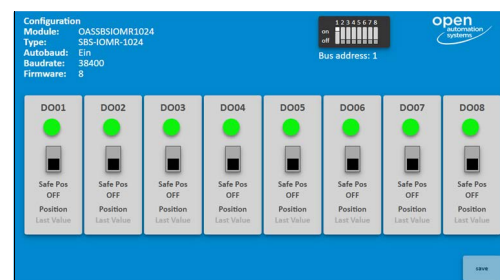 Configuration
Module: OASSBSIOMR1024
Type: SBS-IOMR-1024
Autobaud: Ein
Baudrate: 38400
Firmware: 8
1 2 3 4 5 6 7 8
on
off
Bus address: 1
open
automation
systems
DO01 DO02 DO03 DO04 DO05 DO06 DO07 DO08
Safe Pos Safe Pos Safe Pos Safe Pos Safe Pos Safe Pos Safe Pos Safe Pos
OFF OFF OFF OFF OFF OFF OFF OFF
Position Position Position Position Position Position Position Position
Last Value Last Value Last Value Last Value Last Value Last Value Last Value Last Value
save